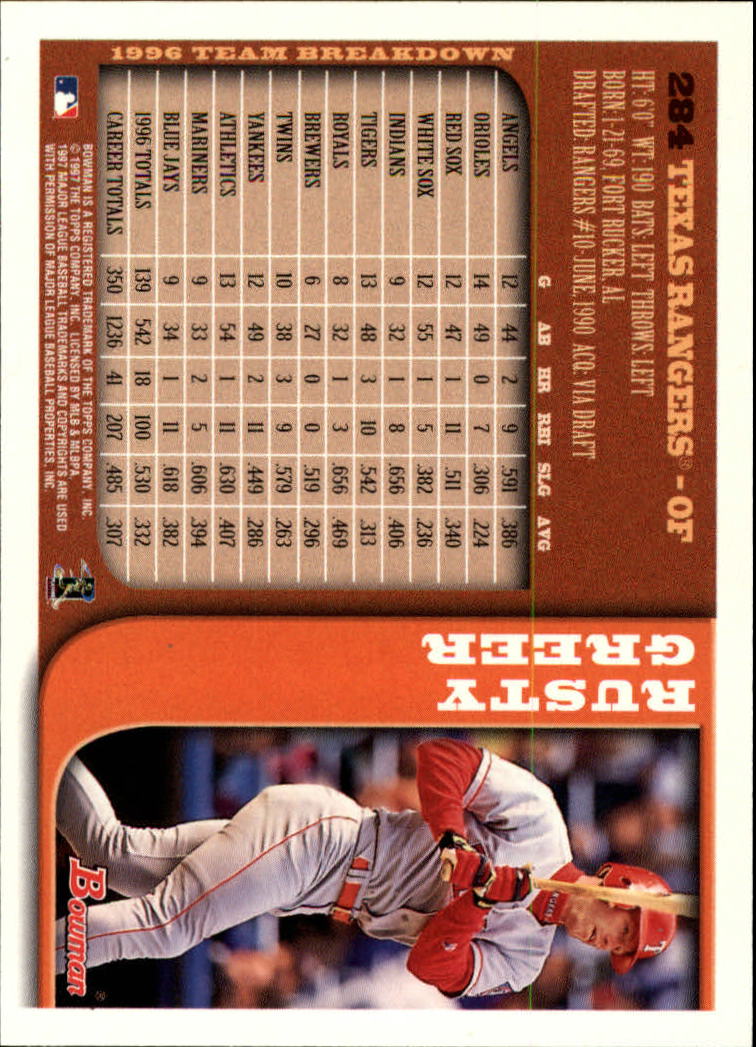 284 TEXAS RANGERS® - OF
HT: 6'0" WT: 190 BATS: LEFT THROWS: LEFT
BORN: 1-21-69, FORT RUCKER, AL
DRAFTED: RANGERS #10-JUNE, 1990 ACQ: VIA DRAFT
G AB HR RBI SLG AVG
ANGELS 12 44 2 9 .591 .386
ORIOLES 14 49 0 7 .306 .224
RED SOX 12 47 1 11 .511 .340
WHITE SOX 12 55 1 5 .382 .236
INDIANS 9 32 1 8 .656 .406
TIGERS 13 48 3 10 .542 .313
ROYALS 8 32 1 3 .656 .469
BREWERS 6 27 0 0 .519 .296
TWINS 10 38 3 9 .579 .263
YANKEES 12 49 2 11 .449 .286
ATHLETICS 13 54 1 11 .630 .407
MARINERS 9 33 2 5 .606 .394
BLUE JAYS 9 34 1 11 .618 .382
1996 TOTALS 139 542 18 100 .530 .332
CAREER TOTALS 350 1236 41 207 .485 .307
1996 TEAM BREAKDOWN
BOWMAN IS A REGISTERED TRADEMARK OF THE TOPPS COMPANY, INC.
© 1997 THE TOPPS COMPANY, INC. LICENSED BY MLB & MLBPA.
1997 MAJOR LEAGUE BASEBALL TRADEMARKS AND COPYRIGHTS ARE USED
WITH PERMISSION OF MAJOR LEAGUE BASEBALL PROPERTIES, INC.
RUSTY
GREER
Bowman®